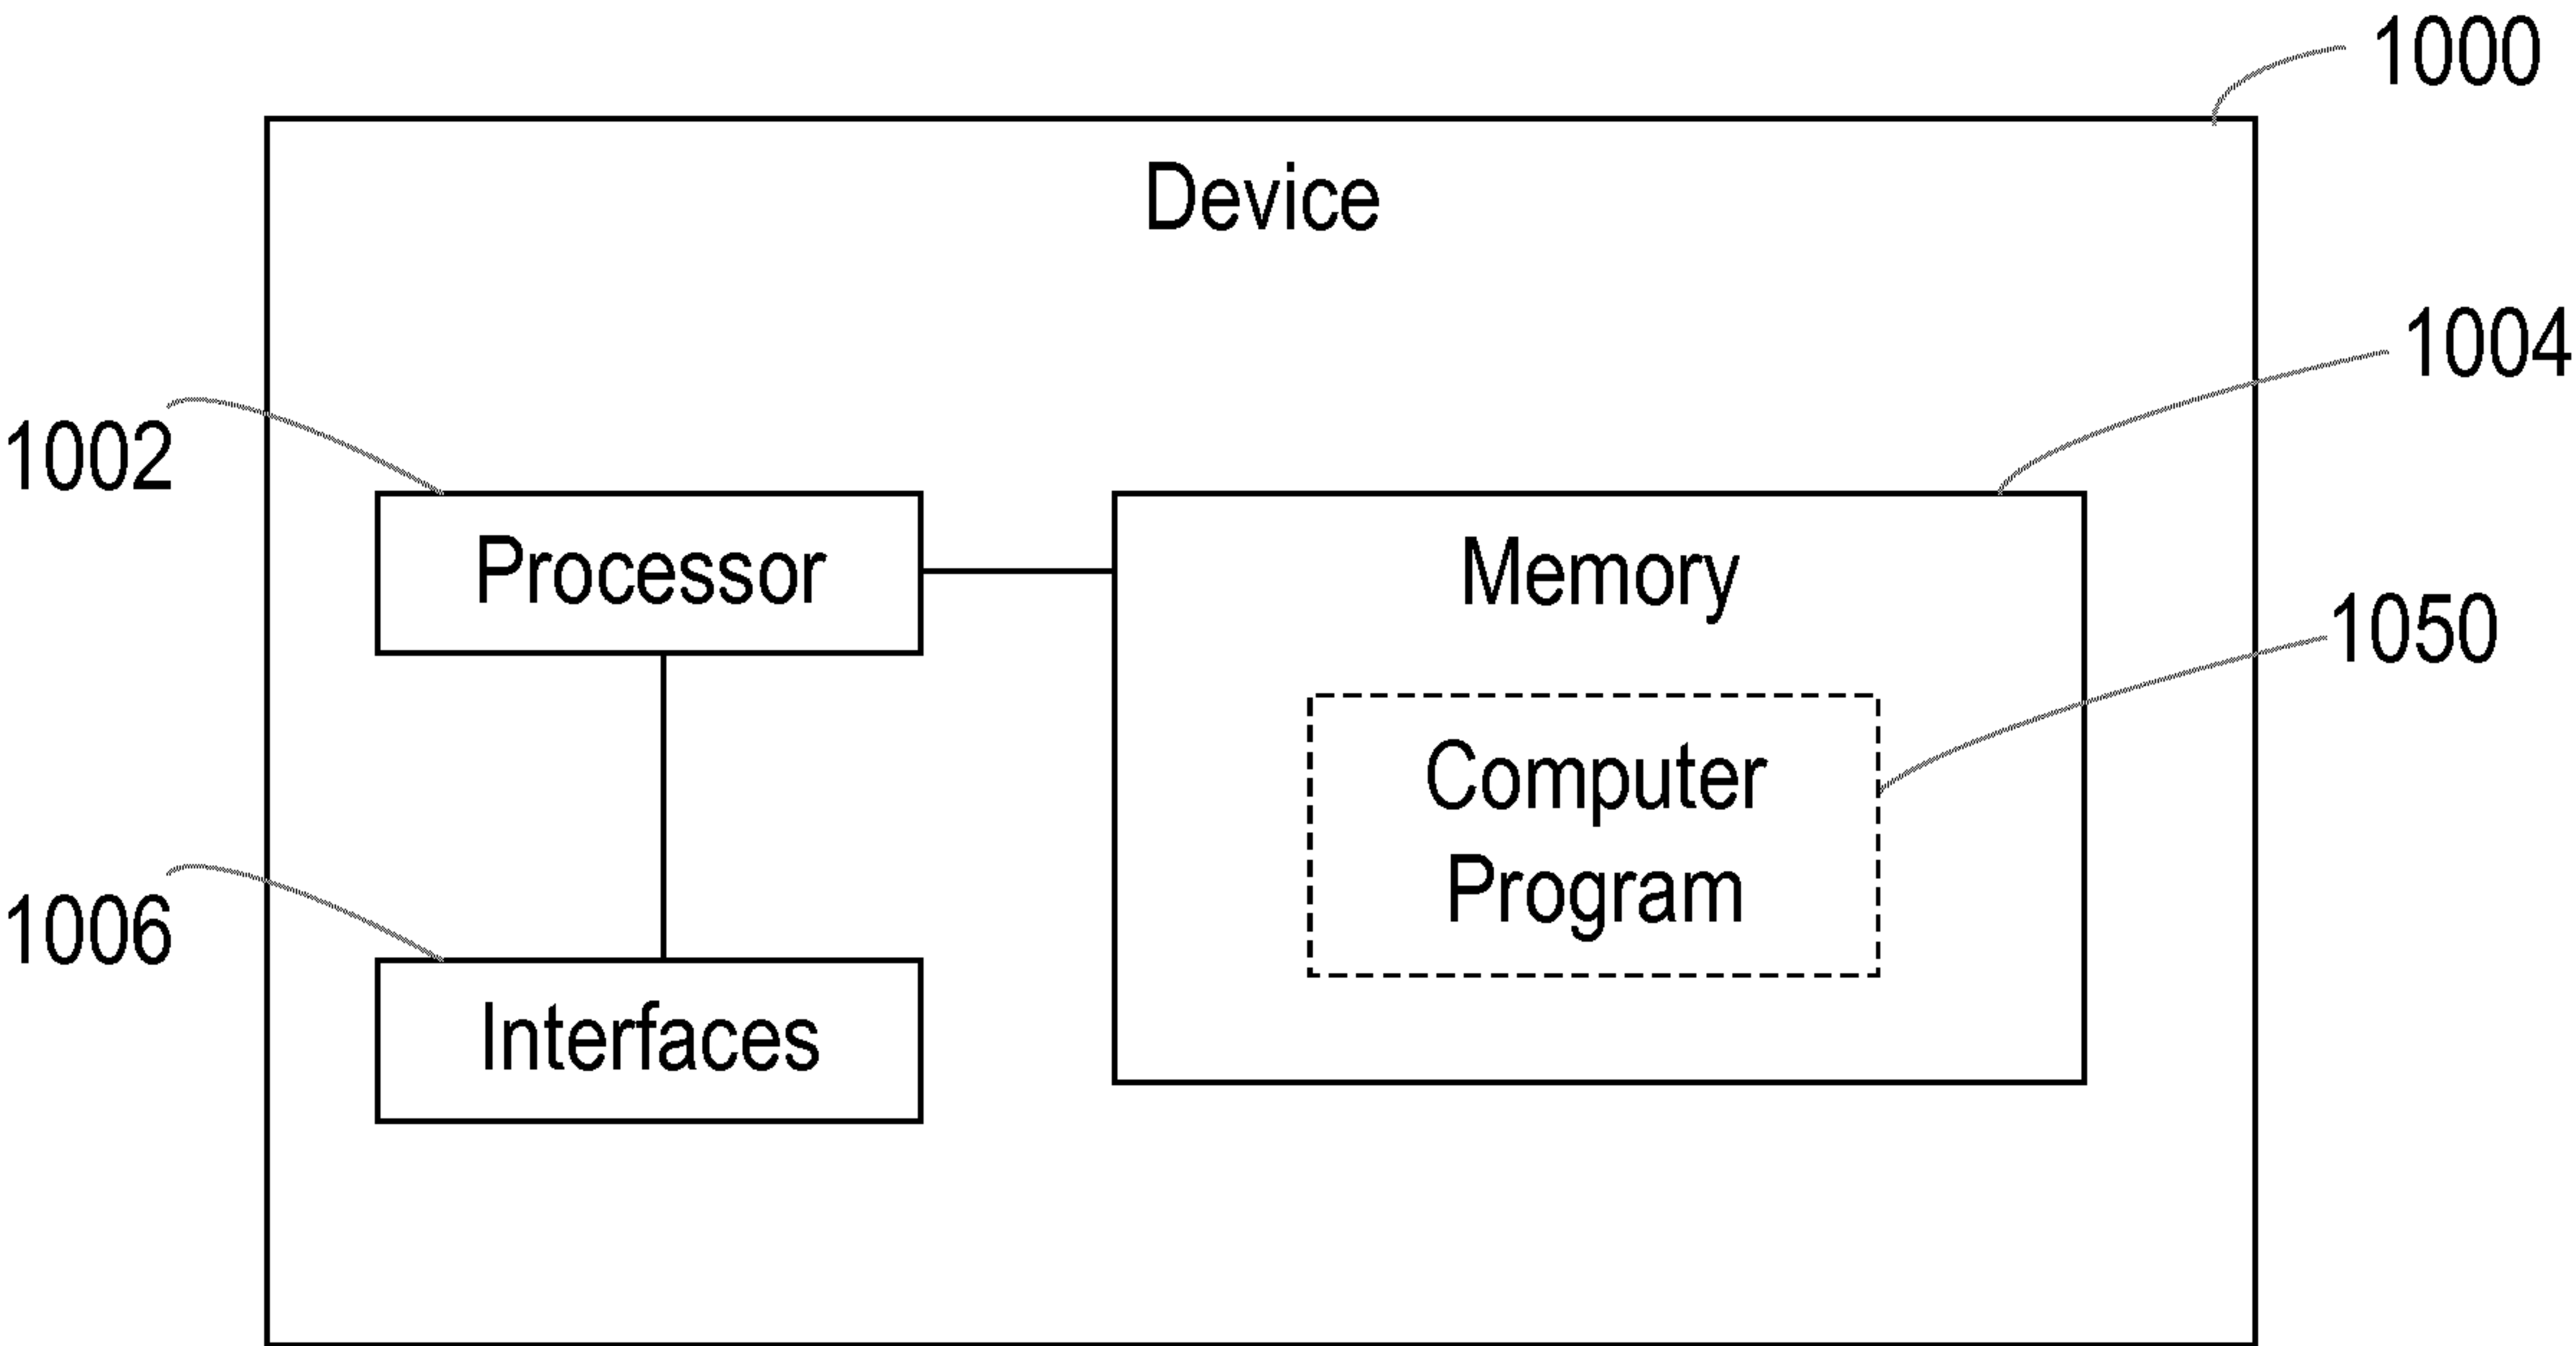 1000
Device
1004
1002
Processor
Memory
1050
Computer
Program
1006
Interfaces